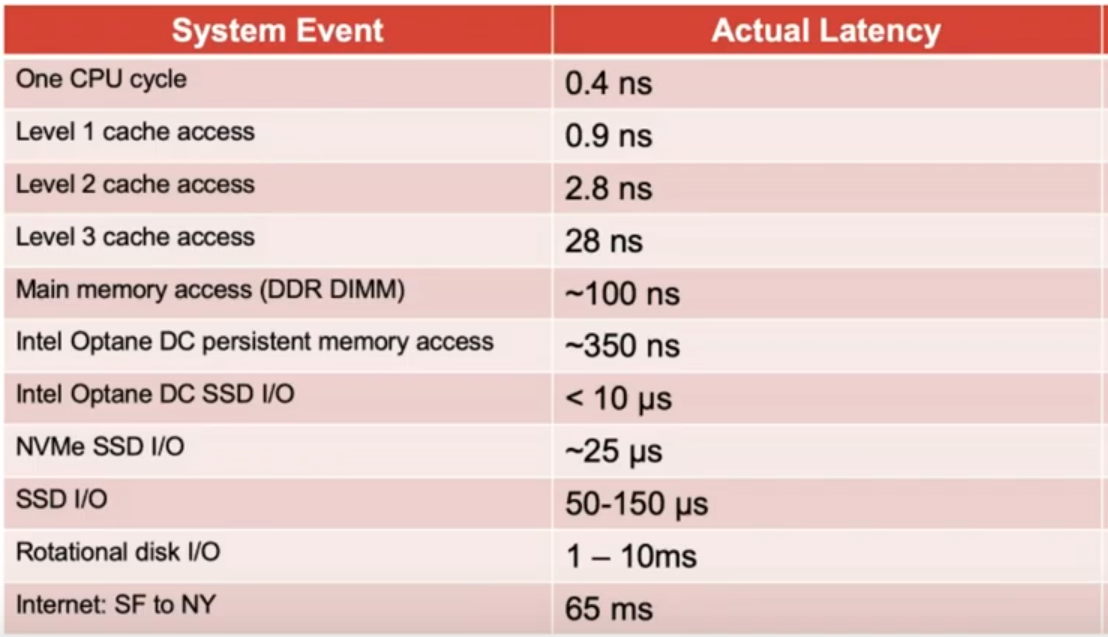 System Event Actual Latency
One CPU cycle 0.4 ns
Level 1 cache access 0.9 ns
Level 2 cache access 2.8 ns
Level 3 cache access 28 ns
Main memory access (DDR DIMM) ~100 ns
Intel Optane DC persistent memory access ~350 ns
Intel Optane DC SSD I/O < 10 μs
NVMe SSD I/O ~25 μs
SSD I/O 50-150 μs
Rotational disk I/O 1 – 10ms
Internet: SF to NY 65 ms